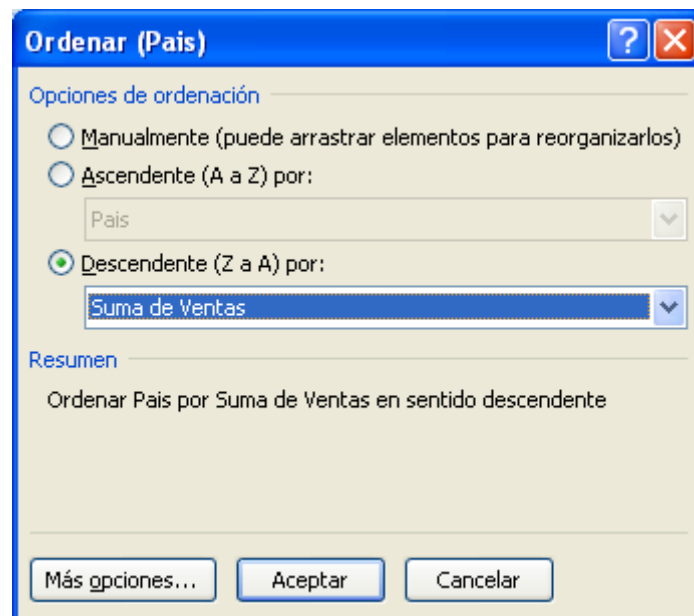 Ordenar (Pais)
Opciones de ordenación
Manualmente (puede arrastrar elementos para reorganizarlos)
Ascendente (A a Z) por:
Pais
Descendente (Z a A) por:
Suma de Ventas
Resumen
Ordenar Pais por Suma de Ventas en sentido descendente
Más opciones... Aceptar Cancelar